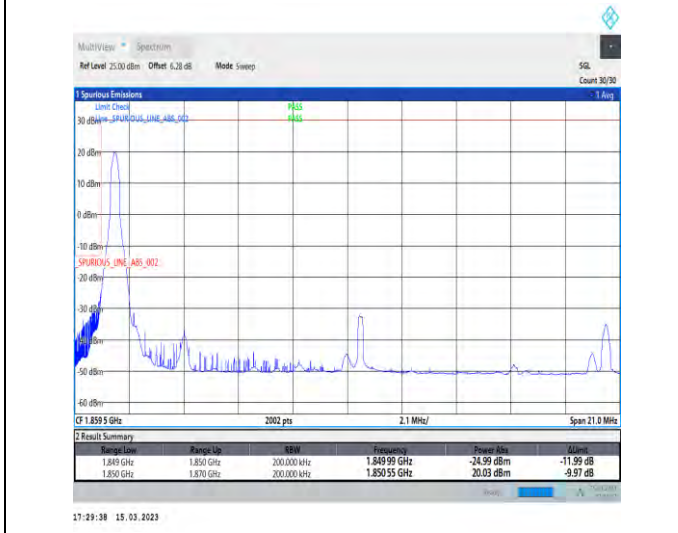 MultiView Spectrum
Ref Level 25.00 dBm Offset 6.28 dB Mode Sweep SGL
Count 30/30
1 Spurious Emissions 1 Avg
Limit Check PASS
30 dBm Line _SPURIOUS_LINE_ABS_002 PASS
20 dBm
10 dBm
0 dBm
-10 dBm
_SPURIOUS_LINE_ABS_002
-20 dBm
-30 dBm
-40 dBm
-50 dBm
-60 dBm
CF 1.859 5 GHz 2002 pts 2.1 MHz/ Span 21.0 MHz
2 Result Summary
Range Low Range Up RBW Frequency Power Abs ΔLimit
1.849 GHz 1.850 GHz 200.000 kHz 1.849 99 GHz -24.99 dBm -11.99 dB
1.850 GHz 1.870 GHz 200.000 kHz 1.850 55 GHz 20.03 dBm -9.97 dB
17:29:38 15.03.2023